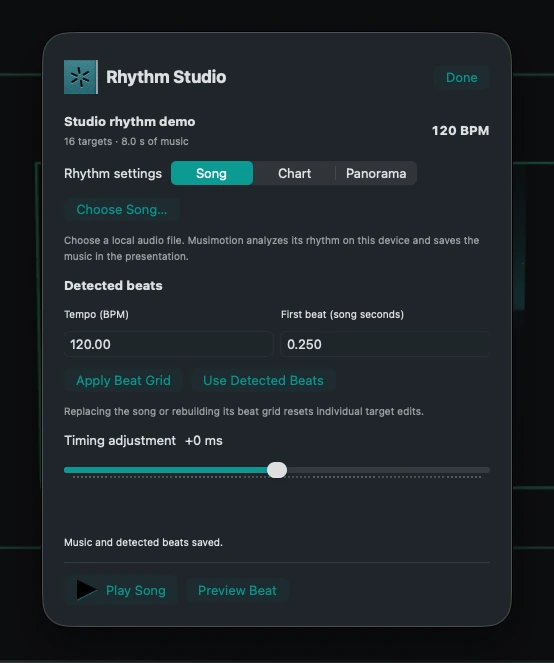 Rhythm Studio
Done
Studio rhythm demo
16 targets · 8.0 s of music
120 BPM
Rhythm settings
Song
Chart
Panorama
Choose Song...
Choose a local audio file. Musimotion analyzes its rhythm on this device and saves the
music in the presentation.
Detected beats
Tempo (BPM)
First beat (song seconds)
120.00
0.250
Apply Beat Grid
Use Detected Beats
Replacing the song or rebuilding its beat grid resets individual target edits.
Timing adjustment +0 ms
Music and detected beats saved.
Play Song
Preview Beat